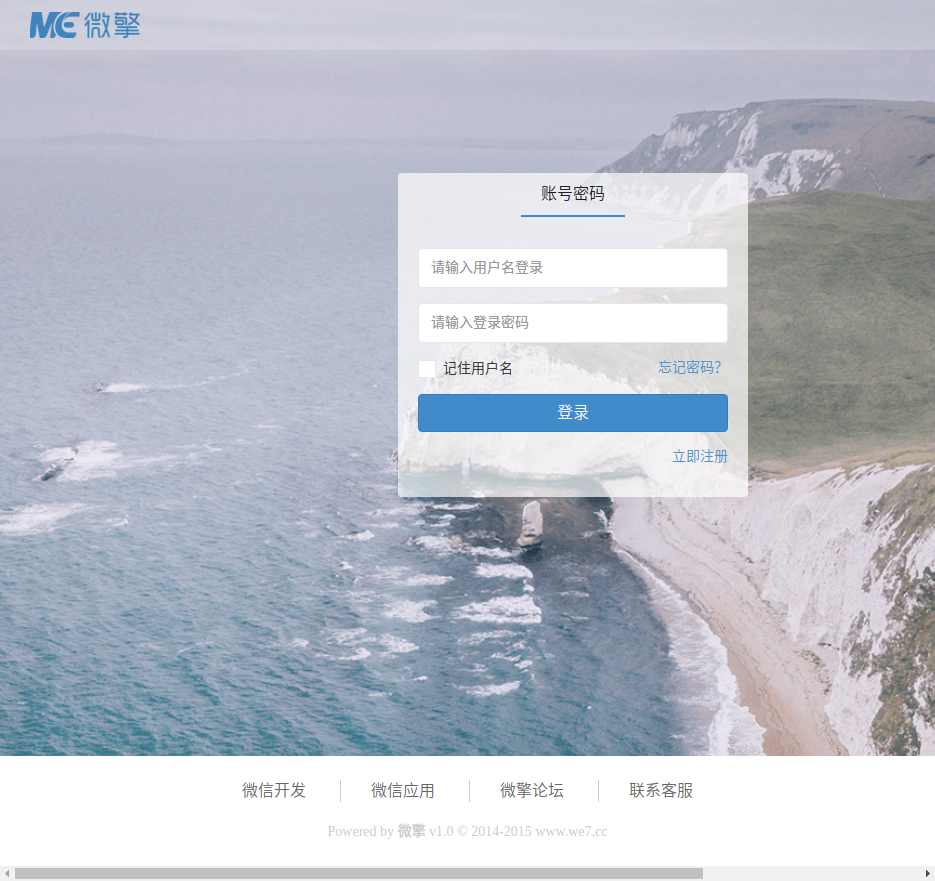 ME 微擎
账号密码
请输入用户名登录
请输入登录密码
记住用户名 忘记密码？
登录
立即注册
微信开发 微信应用 微擎论坛 联系客服
Powered by 微擎 v1.0 © 2014-2015 www.we7.cc